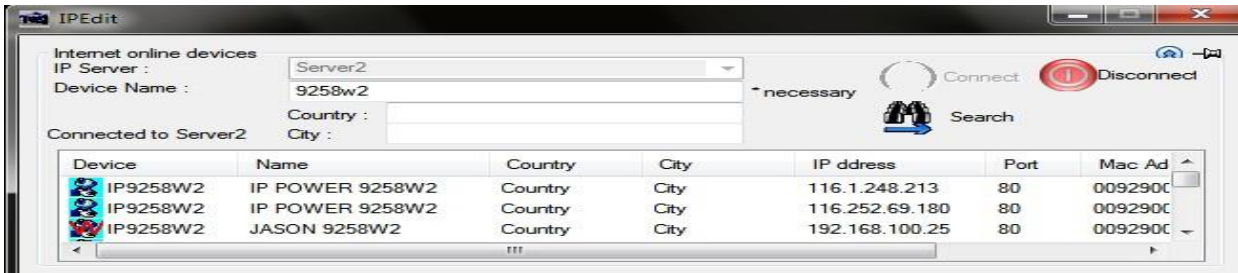 IPEdit
Internet online devices
IP Server : Server2
Connect Disconnect
Device Name : 9258w2 * necessary
Country :
Search
Connected to Server2 City :
Device Name Country City IP ddress Port Mac Ad
IP9258W2 IP POWER 9258W2 Country City 116.1.248.213 80 009290C
IP9258W2 IP POWER 9258W2 Country City 116.252.69.180 80 009290C
IP9258W2 JASON 9258W2 Country City 192.168.100.25 80 009290C